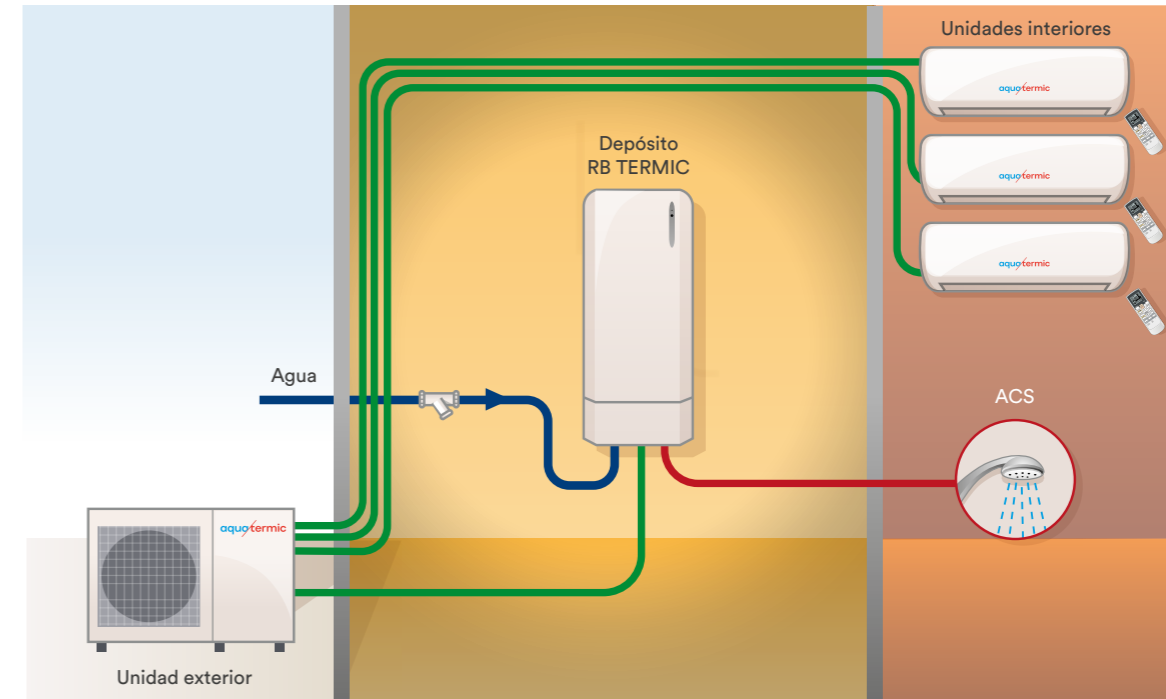 Unidades interiores
aquotermic
Depósito
RB TERMIC
aquotermic
aquotermic
Agua
ACS
aquotermic
Unidad exterior